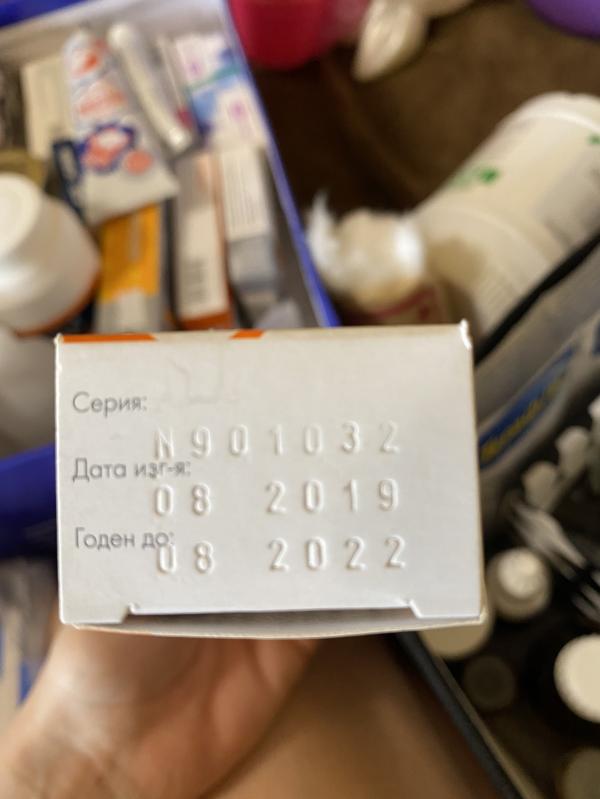 Серия:
N901032
Дата изг-я:
08 2019
Годен до:
08 2022